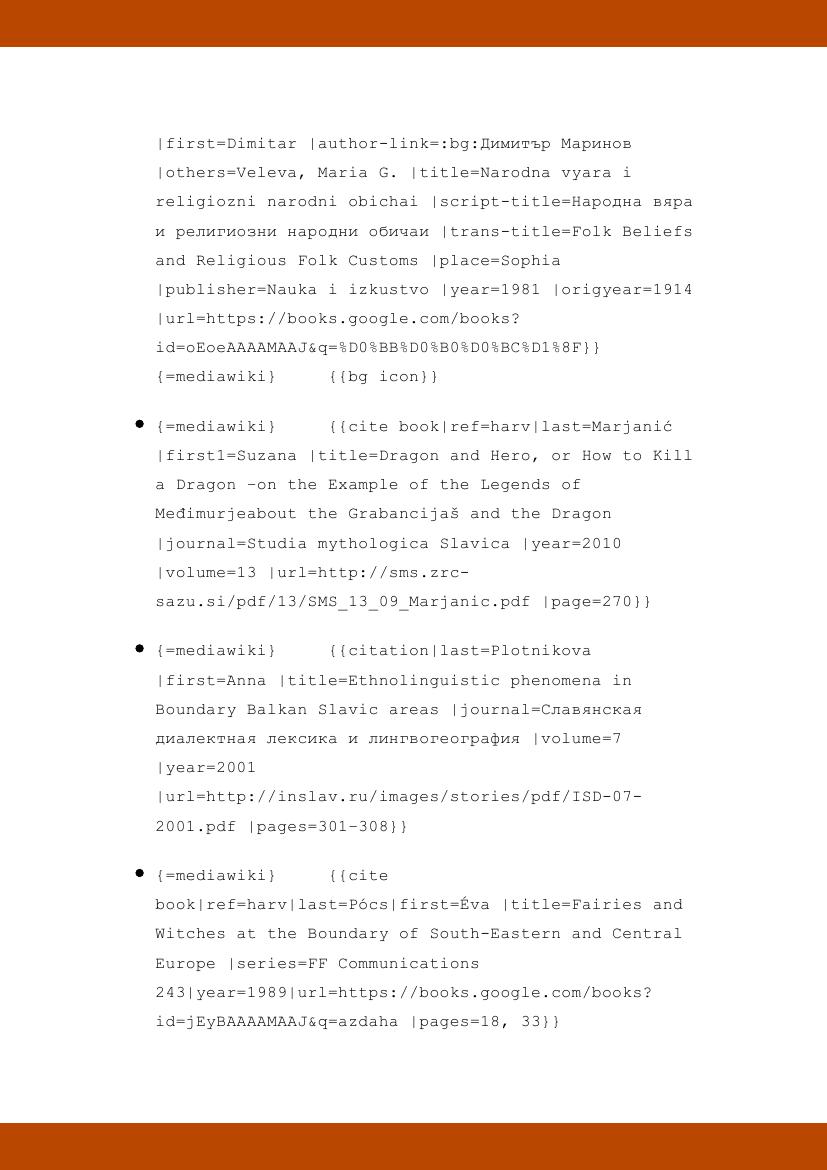 |first=Dimitar |author-link=:bg:Димитър Маринов
|others=Veleva, Maria G. |title=Narodna vyara i
religiozni narodni obichai |script-title=Народна вяра
и религиозни народни обичаи |trans-title=Folk Beliefs
and Religious Folk Customs |place=Sophia
|publisher=Nauka i izkustvo |year=1981 |origyear=1914
|url=https://books.google.com/books?
id=oEoeAAAAMAAJ&q=%D0%BB%D0%B0%D0%BC%D1%8F}}
{=mediawiki} {{bg icon}}
• {=mediawiki} {{cite book|ref=harv|last=Marjanić
|first1=Suzana |title=Dragon and Hero, or How to Kill
a Dragon –on the Example of the Legends of
Međimurjeabout the Grabancijaš and the Dragon
|journal=Studia mythologica Slavica |year=2010
|volume=13 |url=http://sms.zrc-
sazu.si/pdf/13/SMS_13_09_Marjanic.pdf |page=270}}
• {=mediawiki} {{citation|last=Plotnikova
|first=Anna |title=Ethnolinguistic phenomena in
Boundary Balkan Slavic areas |journal=Славянская
диалектная лексика и лингвогеография |volume=7
|year=2001
|url=http://inslav.ru/images/stories/pdf/ISD-07-
2001.pdf |pages=301–308}}
• {=mediawiki} {{cite
book|ref=harv|last=Pócs|first=Éva |title=Fairies and
Witches at the Boundary of South-Eastern and Central
Europe |series=FF Communications
243|year=1989|url=https://books.google.com/books?
id=jEyBAAAAMAAJ&q=azdaha |pages=18, 33}}